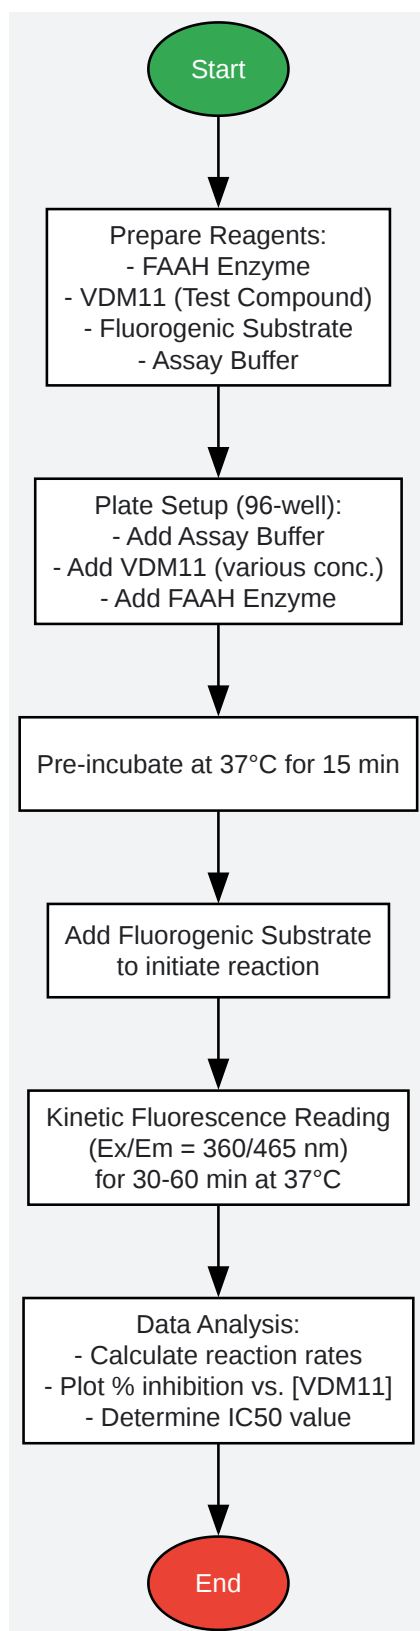 Start
Prepare Reagents:
- FAAH Enzyme
- VDM11 (Test Compound)
- Fluorogenic Substrate
- Assay Buffer
Plate Setup (96-well):
- Add Assay Buffer
- Add VDM11 (various conc.)
- Add FAAH Enzyme
Pre-incubate at 37°C for 15 min
Add Fluorogenic Substrate
to initiate reaction
Kinetic Fluorescence Reading
(Ex/Em = 360/465 nm)
for 30-60 min at 37°C
Data Analysis:
- Calculate reaction rates
- Plot % inhibition vs. [VDM11]
- Determine IC50 value
End